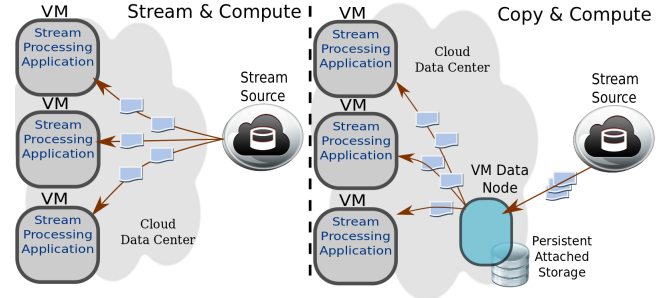 Stream & Compute
VM
Stream
Processing
Application
VM
Stream
Processing
Application
VM
Stream
Processing
Application
Stream
Source
Cloud
Data Center
Copy & Compute
VM
Stream
Processing
Application
VM
Stream
Processing
Application
VM
Stream
Processing
Application
Cloud
Data Center
Stream
Source
VM Data
Node
Persistent
Attached
Storage